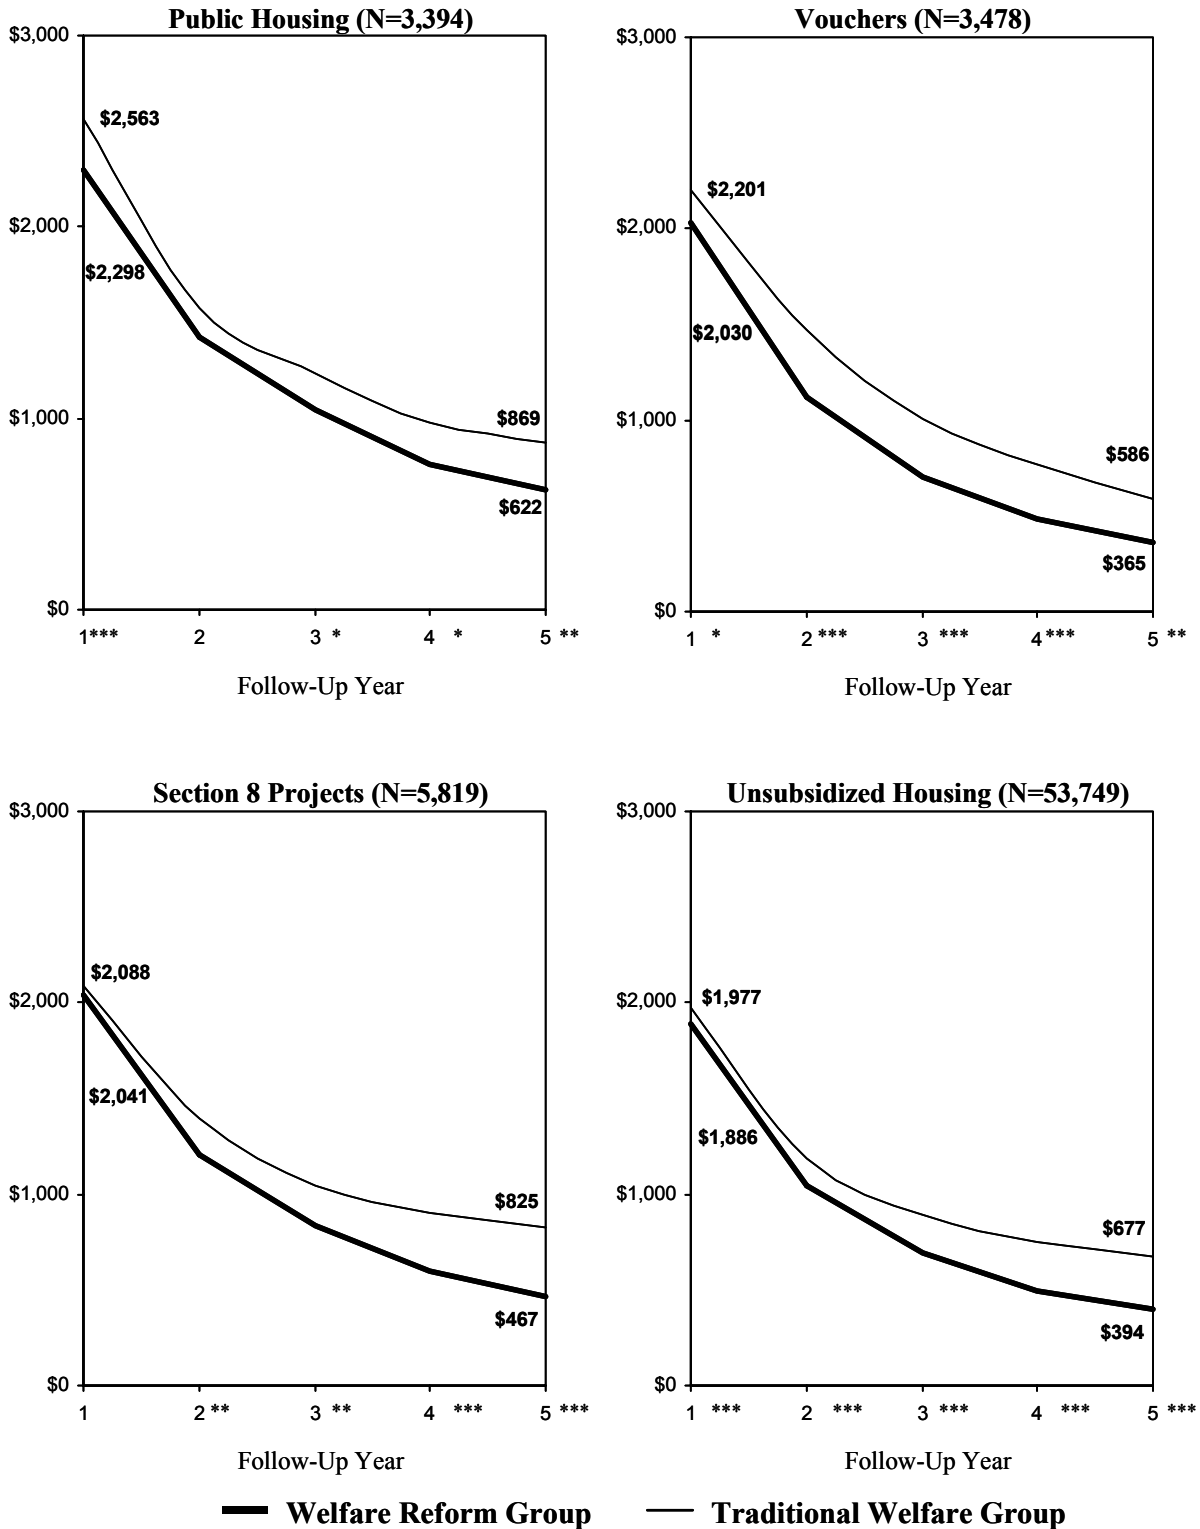 Public Housing (N=3,394)
$3,000
$2,563
$2,000
$2,298
$1,000
$869
$622
$0
1*** 2 3 * 4 * 5 **
Follow-Up Year
Vouchers (N=3,478)
$3,000
$2,201
$2,000
$2,030
$1,000
$586
$365
$0
1 * 2 *** 3 *** 4 *** 5 **
Follow-Up Year
Section 8 Projects (N=5,819)
$3,000
$2,088
$2,000
$2,041
$1,000
$825
$467
$0
1 2 ** 3 ** 4 *** 5 ***
Follow-Up Year
Unsubsidized Housing (N=53,749)
$3,000
$1,977
$2,000
$1,886
$1,000
$677
$394
$0
1 *** 2 *** 3 *** 4 *** 5 ***
Follow-Up Year
Welfare Reform Group Traditional Welfare Group